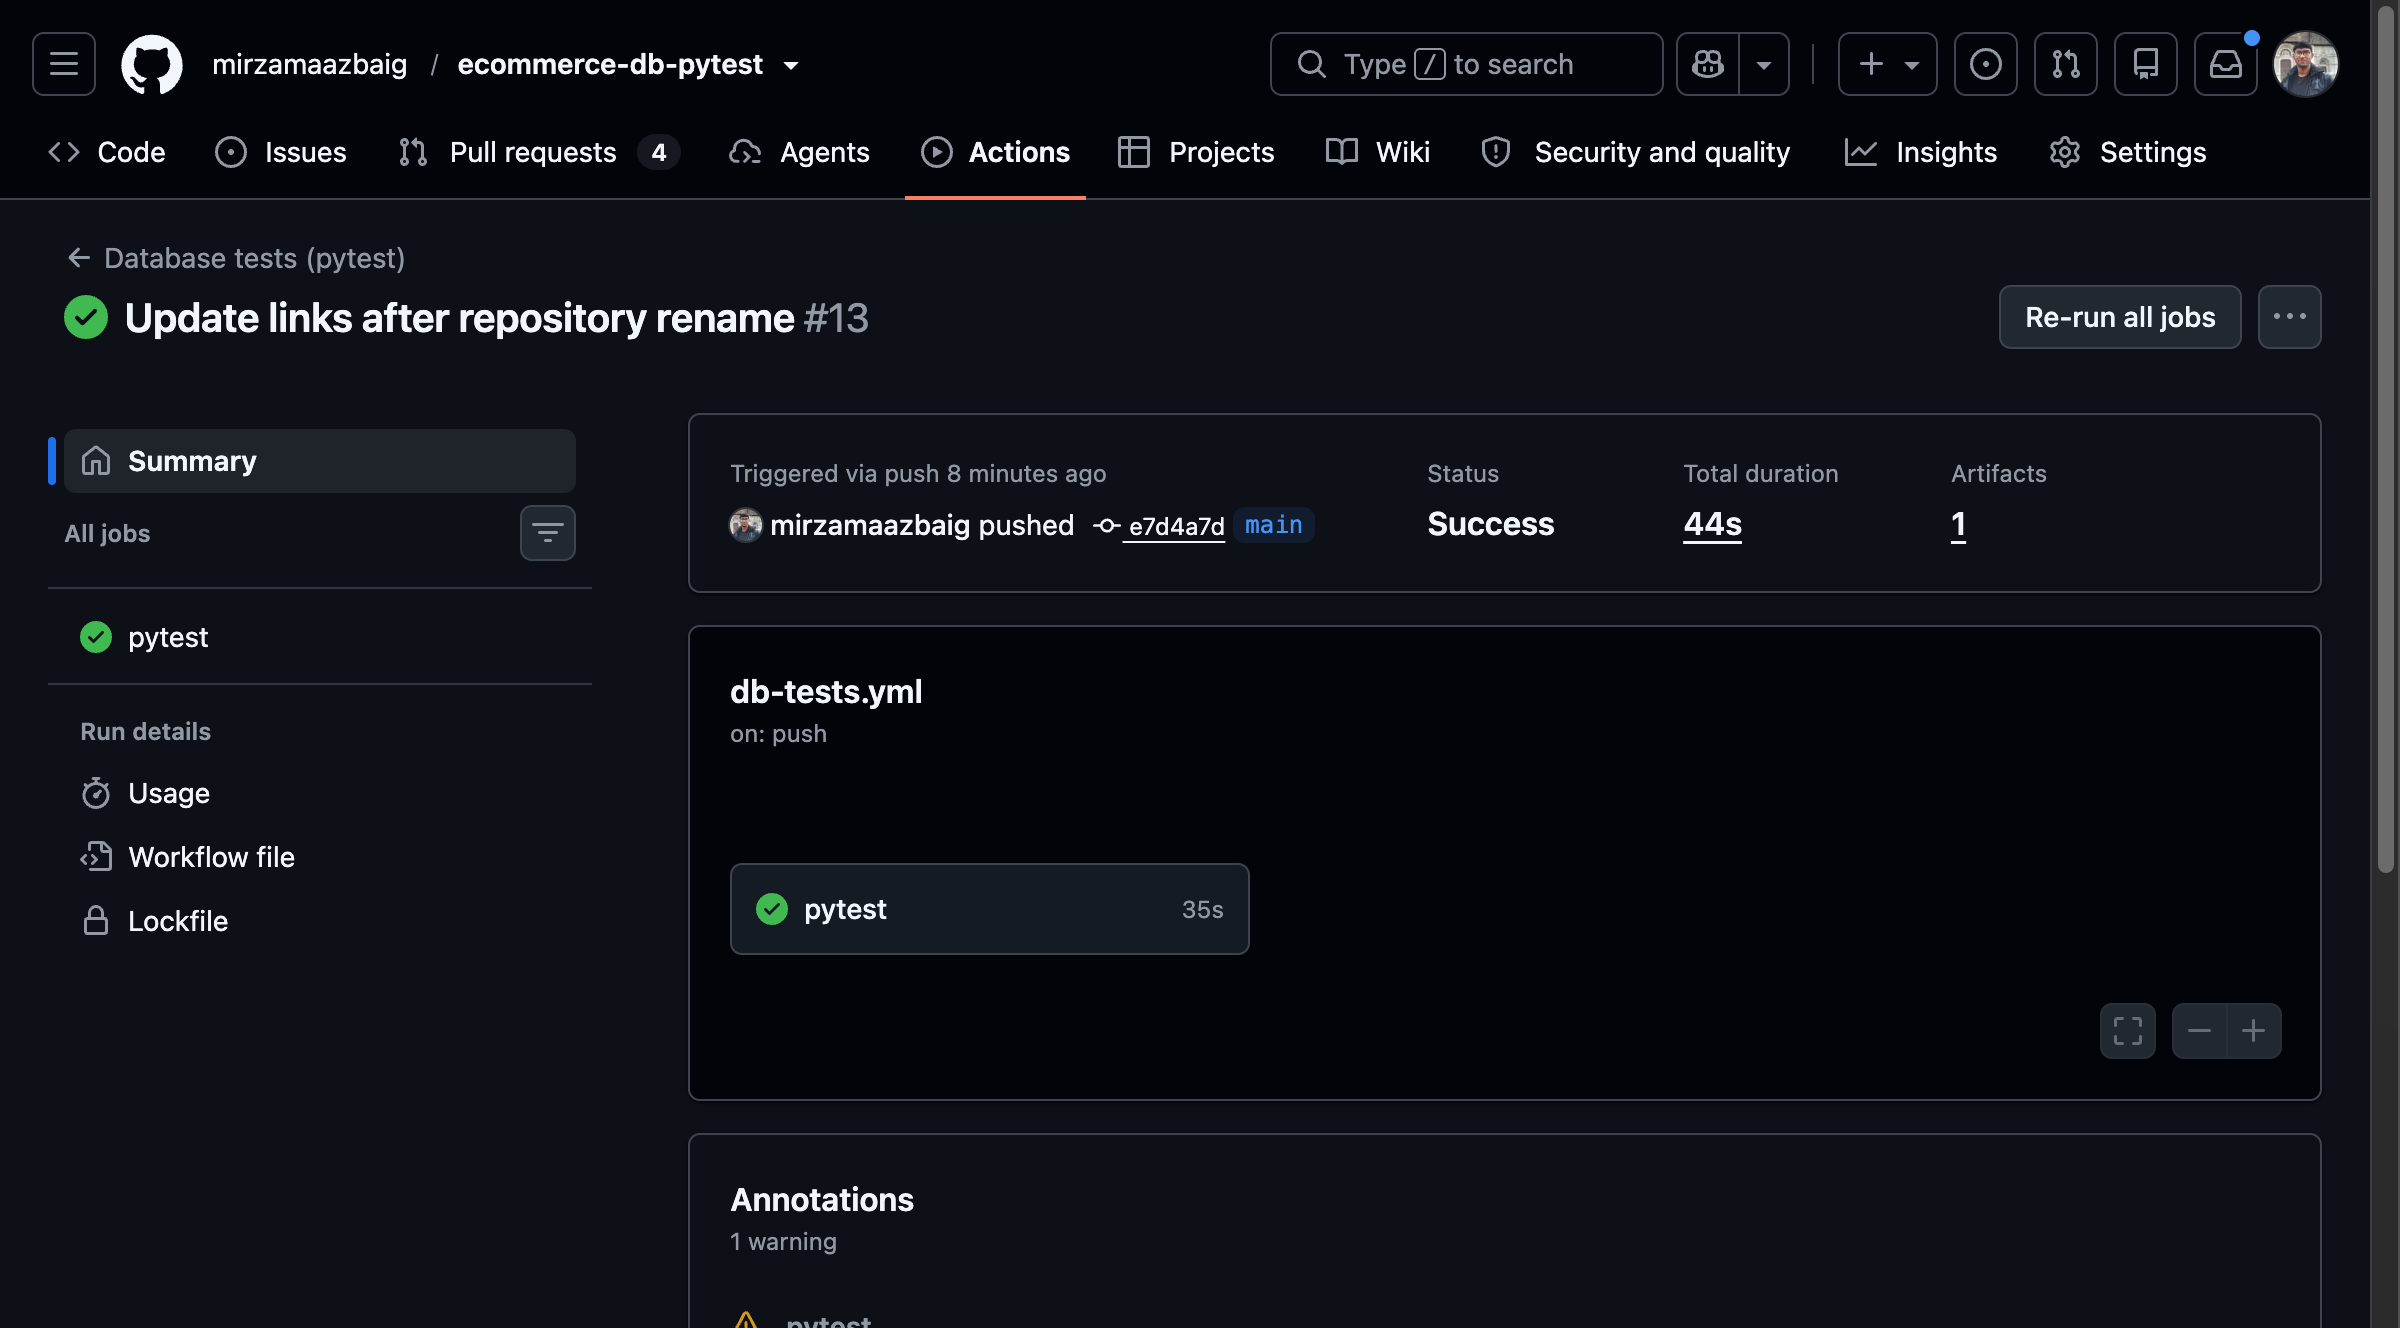 mirzamaazbaig / ecommerce-db-pytest
Type / to search
Code
Issues
Pull requests 4
Agents
Actions
Projects
Wiki
Security and quality
Insights
Settings
Database tests (pytest)
Update links after repository rename #13
Re-run all jobs
Summary
All jobs
pytest
Run details
Usage
Workflow file
Lockfile
Triggered via push 8 minutes ago
mirzamaazbaig pushed e7d4a7d main
Status
Success
Total duration
44s
Artifacts
1
db-tests.yml
on: push
pytest 35s
Annotations
1 warning
pytest